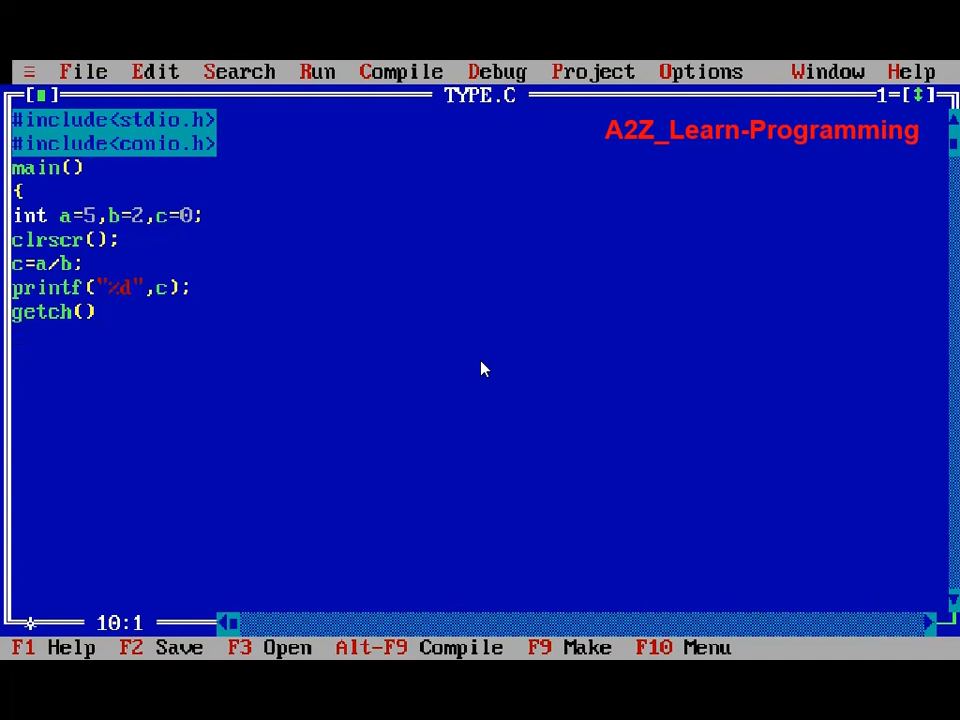 ≡ File Edit Search Run Compile Debug Project Options Window Help
[■] TYPE.C 1=[↕]
#include<stdio.h>
A2Z_Learn-Programming
#include<conio.h>
main()
{
int a=5,b=2,c=0;
clrscr();
c=a/b;
printf("%d",c);
getch()
10:1
F1 Help F2 Save F3 Open Alt-F9 Compile F9 Make F10 Menu